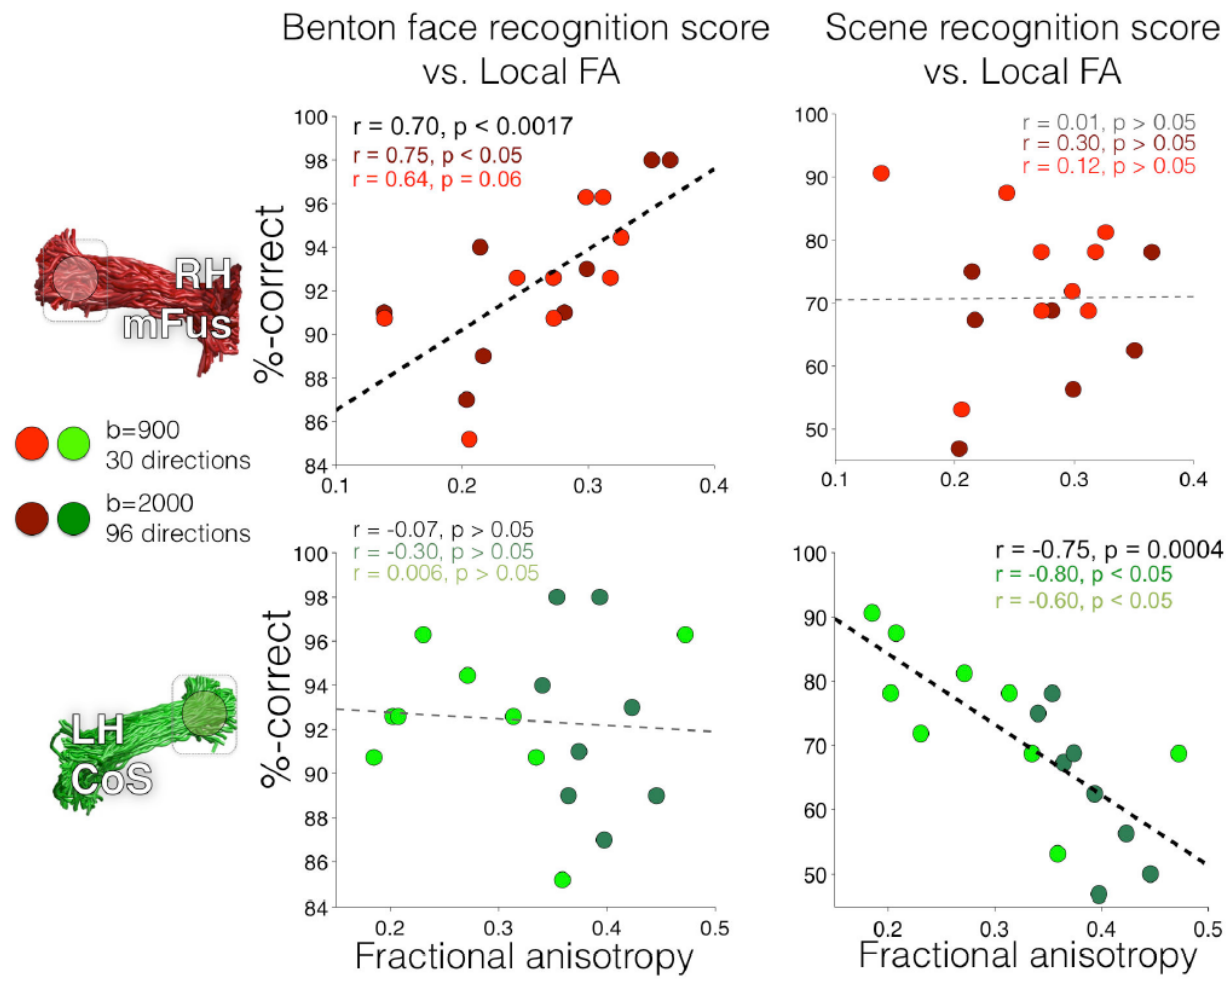 Benton face recognition score
vs. Local FA
Scene recognition score
vs. Local FA
r = 0.70, p < 0.0017
r = 0.75, p < 0.05
r = 0.64, p = 0.06
100
98
96
94
92
90
88
86
84
%-correct
0.1
0.2
0.3
0.4
r = 0.01, p > 0.05
r = 0.30, p > 0.05
r = 0.12, p > 0.05
100
90
80
70
60
50
0.1
0.2
0.3
0.4
RH
mFus
b=900
30 directions
b=2000
96 directions
r = -0.07, p > 0.05
r = -0.30, p > 0.05
r = 0.006, p > 0.05
100
98
96
94
92
90
88
86
84
%-correct
0.2
0.3
0.4
0.5
Fractional anisotropy
r = -0.75, p = 0.0004
r = -0.80, p < 0.05
r = -0.60, p < 0.05
100
90
80
70
60
50
0.2
0.3
0.4
0.5
Fractional anisotropy
LH
CoS